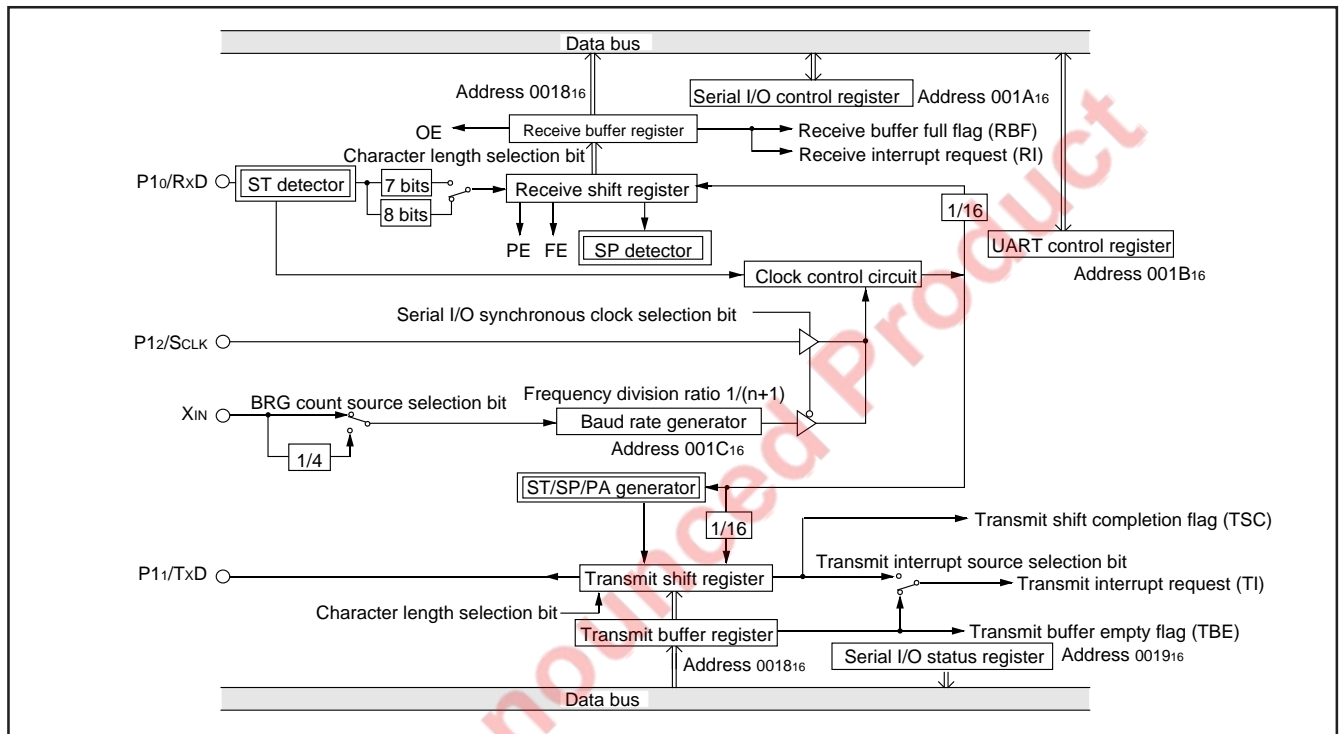 Data bus
Address 0018₁₆
Serial I/O control register Address 001A₁₆
OE
Receive buffer register
Receive buffer full flag (RBF)
Receive interrupt request (RI)
Character length selection bit
P1₀/RxD
ST detector
7 bits
8 bits
Receive shift register
1/16
PE FE
SP detector
UART control register
Address 001B₁₆
Clock control circuit
Serial I/O synchronous clock selection bit
P1₂/SCLK
XIN
BRG count source selection bit
Frequency division ratio 1/(n+1)
Baud rate generator
Address 001C₁₆
1/4
ST/SP/PA generator
1/16
Transmit shift completion flag (TSC)
P1₁/TxD
Transmit shift register
Transmit interrupt source selection bit
Transmit interrupt request (TI)
Character length selection bit
Transmit buffer register
Transmit buffer empty flag (TBE)
Address 0018₁₆
Serial I/O status register Address 0019₁₆
Data bus
nounced Product